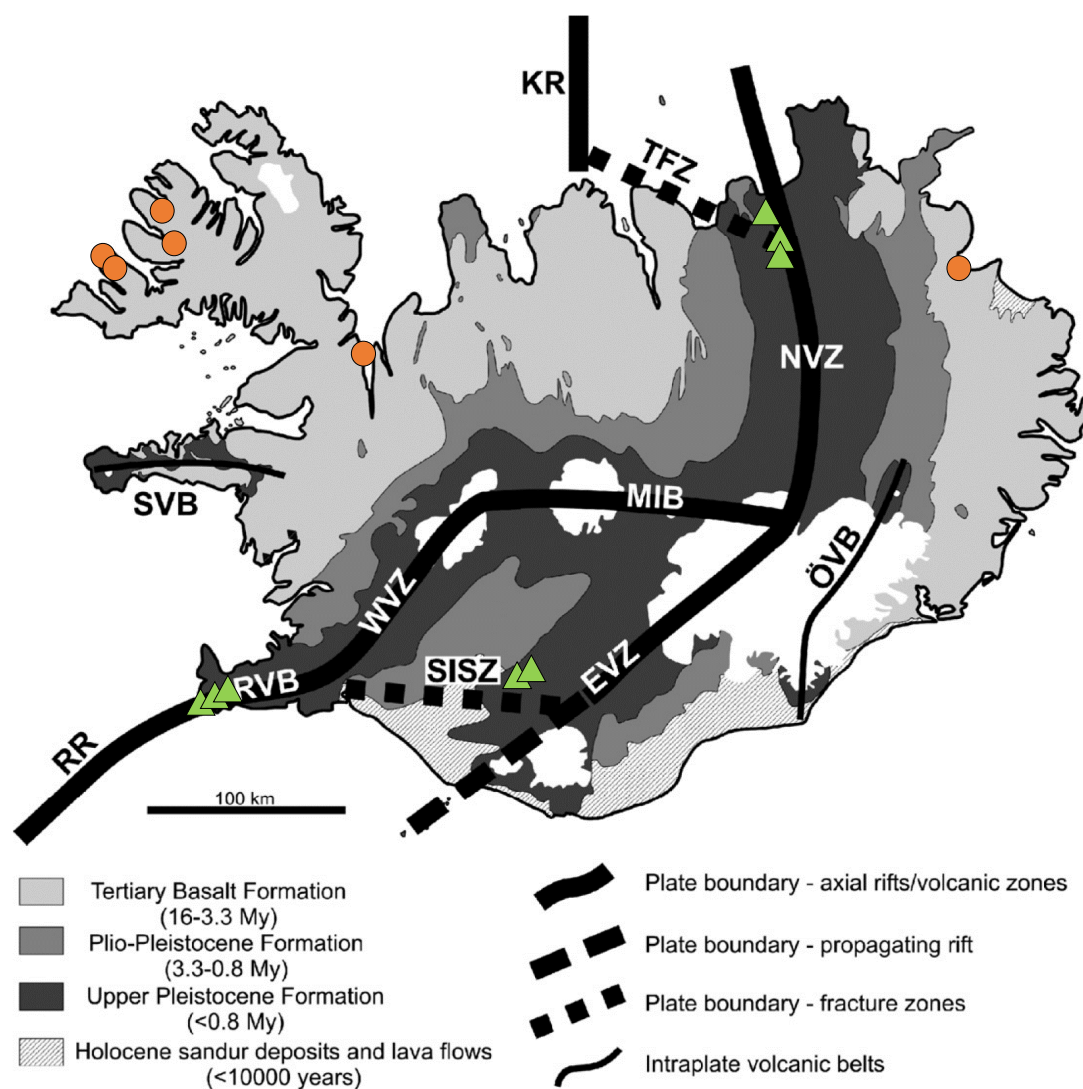 KR
TFZ
NVZ
MIB
SVB
ÖVB
WVZ
SISZ
EVZ
RVB
RR
100 km
Tertiary Basalt Formation
(16-3.3 My)
Plio-Pleistocene Formation
(3.3-0.8 My)
Upper Pleistocene Formation
(<0.8 My)
Holocene sandur deposits and lava flows
(<10000 years)
Plate boundary - axial rifts/volcanic zones
Plate boundary - propagating rift
Plate boundary - fracture zones
Intraplate volcanic belts